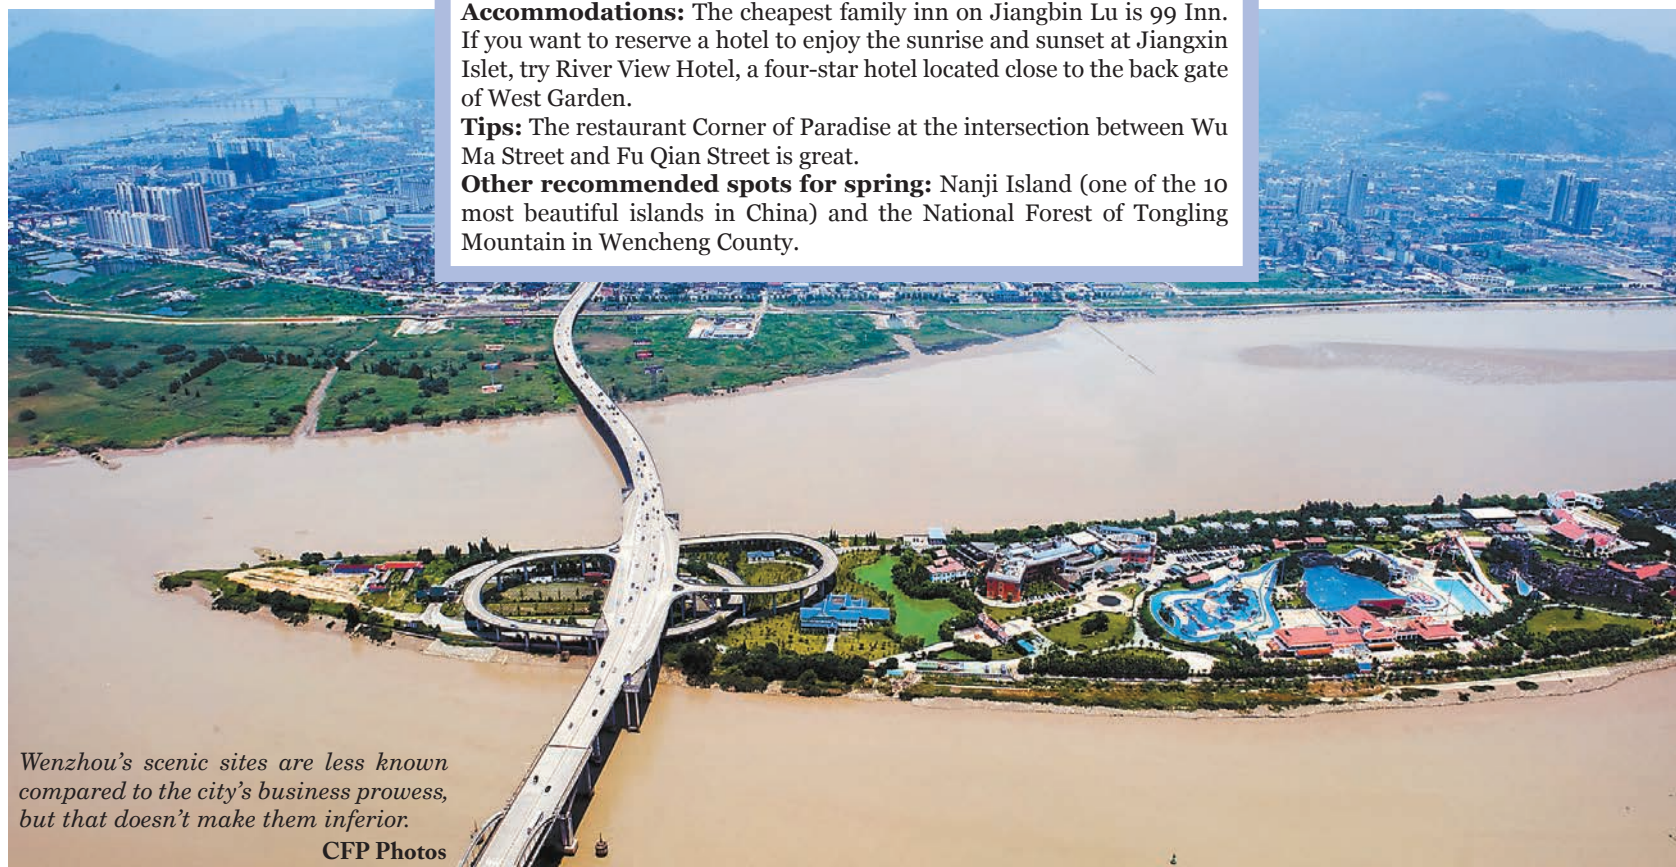 Accommodations: The cheapest family inn on Jiangbin Lu is 99 Inn.
If you want to reserve a hotel to enjoy the sunrise and sunset at Jiangxin
Islet, try River View Hotel, a four-star hotel located close to the back gate
of West Garden.
Tips: The restaurant Corner of Paradise at the intersection between Wu
Ma Street and Fu Qian Street is great.
Other recommended spots for spring: Nanji Island (one of the 10
most beautiful islands in China) and the National Forest of Tongling
Mountain in Wencheng County.
Wenzhou's scenic sites are less known
compared to the city's business prowess,
but that doesn't make them inferior.
CFP Photos